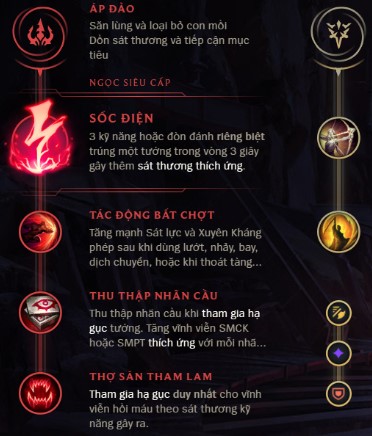 ÁP ĐẢO
Săn lùng và loại bỏ con mồi
Dồn sát thương và tiếp cận mục
tiêu
NGỌC SIÊU CẤP
SỐC ĐIỆN
3 kỹ năng hoặc đòn đánh riêng biệt
trúng một tướng trong vòng 3 giây
gây thêm sát thương thích ứng.
TÁC ĐỘNG BẤT CHỢT
Tăng mạnh Sát lực và Xuyên Kháng
phép sau khi dùng lướt, nhảy, bay,
dịch chuyển, hoặc khi thoát tàng...
THU THẬP NHÃN CẦU
Thu thập nhãn cầu khi tham gia hạ
gục tướng. Tăng vĩnh viễn SMCK
hoặc SMPT thích ứng với mỗi nhã...
THỢ SĂN THAM LAM
Tham gia hạ gục duy nhất cho vĩnh
viễn hồi máu theo sát thương kỹ
năng gây ra.